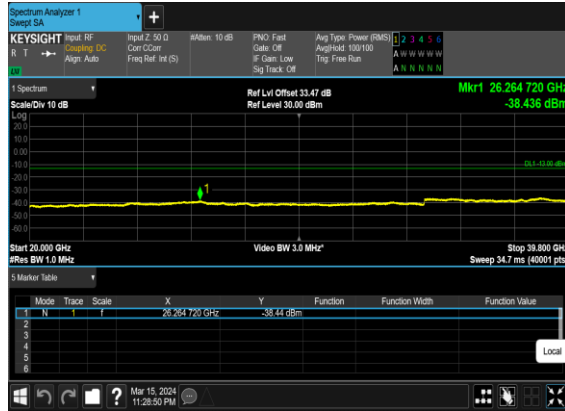 Spectrum Analyzer 1
Swept SA
+
KEYSIGHT Input: RF Input Z: 50 Ω #Atten: 10 dB PNO: Fast Avg Type: Power (RMS) 1 2 3 4 5 6
R T Coupling: DC Corr CCorr Gate: Off Avg|Hold: 100/100 A W W W W W
Align: Auto Freq Ref: Int (S) IF Gain: Low Trig: Free Run
LXI Sig Track: Off A N N N N N
1 Spectrum Ref Lvl Offset 33.47 dB Mkr1 26.264 720 GHz
Scale/Div 10 dB Ref Level 30.00 dBm -38.436 dBm
Log
20.0
10.0
0.00
-10.0 DL1 -13.00 dBm
-20.0
-30.0
1
-40.0
-50.0
-60.0
Start 20.000 GHz Video BW 3.0 MHz* Stop 39.800 GHz
#Res BW 1.0 MHz Sweep 34.7 ms (40001 pts)
5 Marker Table
Mode Trace Scale X Y Function Function Width Function Value
1 N 1 f 26.264 720 GHz -38.44 dBm
2
3
4
5
6
Local
? Mar 15, 2024
11:28:50 PM